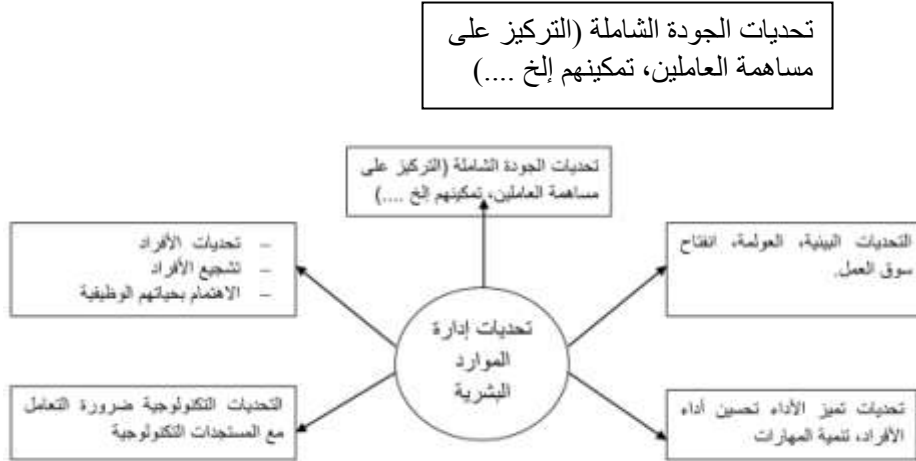 تحديات الجودة الشاملة (التركيز على
مساهمة العاملين، تمكينهم إلخ ....)
تحديات الجودة الشاملة (التركيز على
مساهمة العاملين، تمكينهم إلخ ....)
التحديات البيئية، العولمة، انفتاح
سوق العمل.
– تحديات الأفراد
– تشجيع الأفراد
– الاهتمام بحياتهم الوظيفية
تحديات إدارة
الموارد
البشرية
تحديات تميز الأداء تحسين أداء
الأفراد، تنمية المهارات
التحديات التكنولوجية ضرورة التعامل
مع المستجدات التكنولوجية